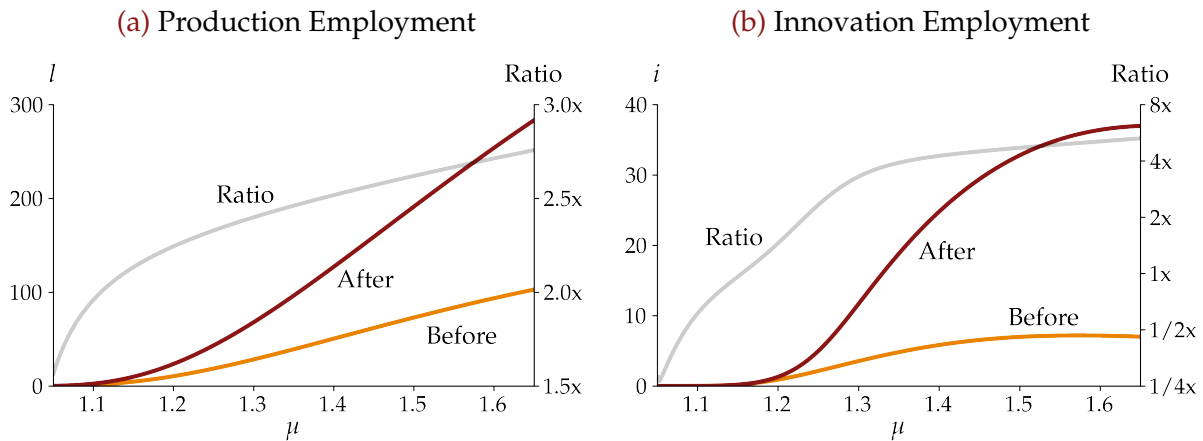 (a) Production Employment
l
Ratio
300
200
100
0
3.0x
2.5x
2.0x
1.5x
Ratio
After
Before
1.1
1.2
1.3
1.4
1.5
1.6
μ
(b) Innovation Employment
i
Ratio
40
30
20
10
0
8x
4x
2x
1x
1/2x
1/4x
Ratio
After
Before
1.1
1.2
1.3
1.4
1.5
1.6
μ